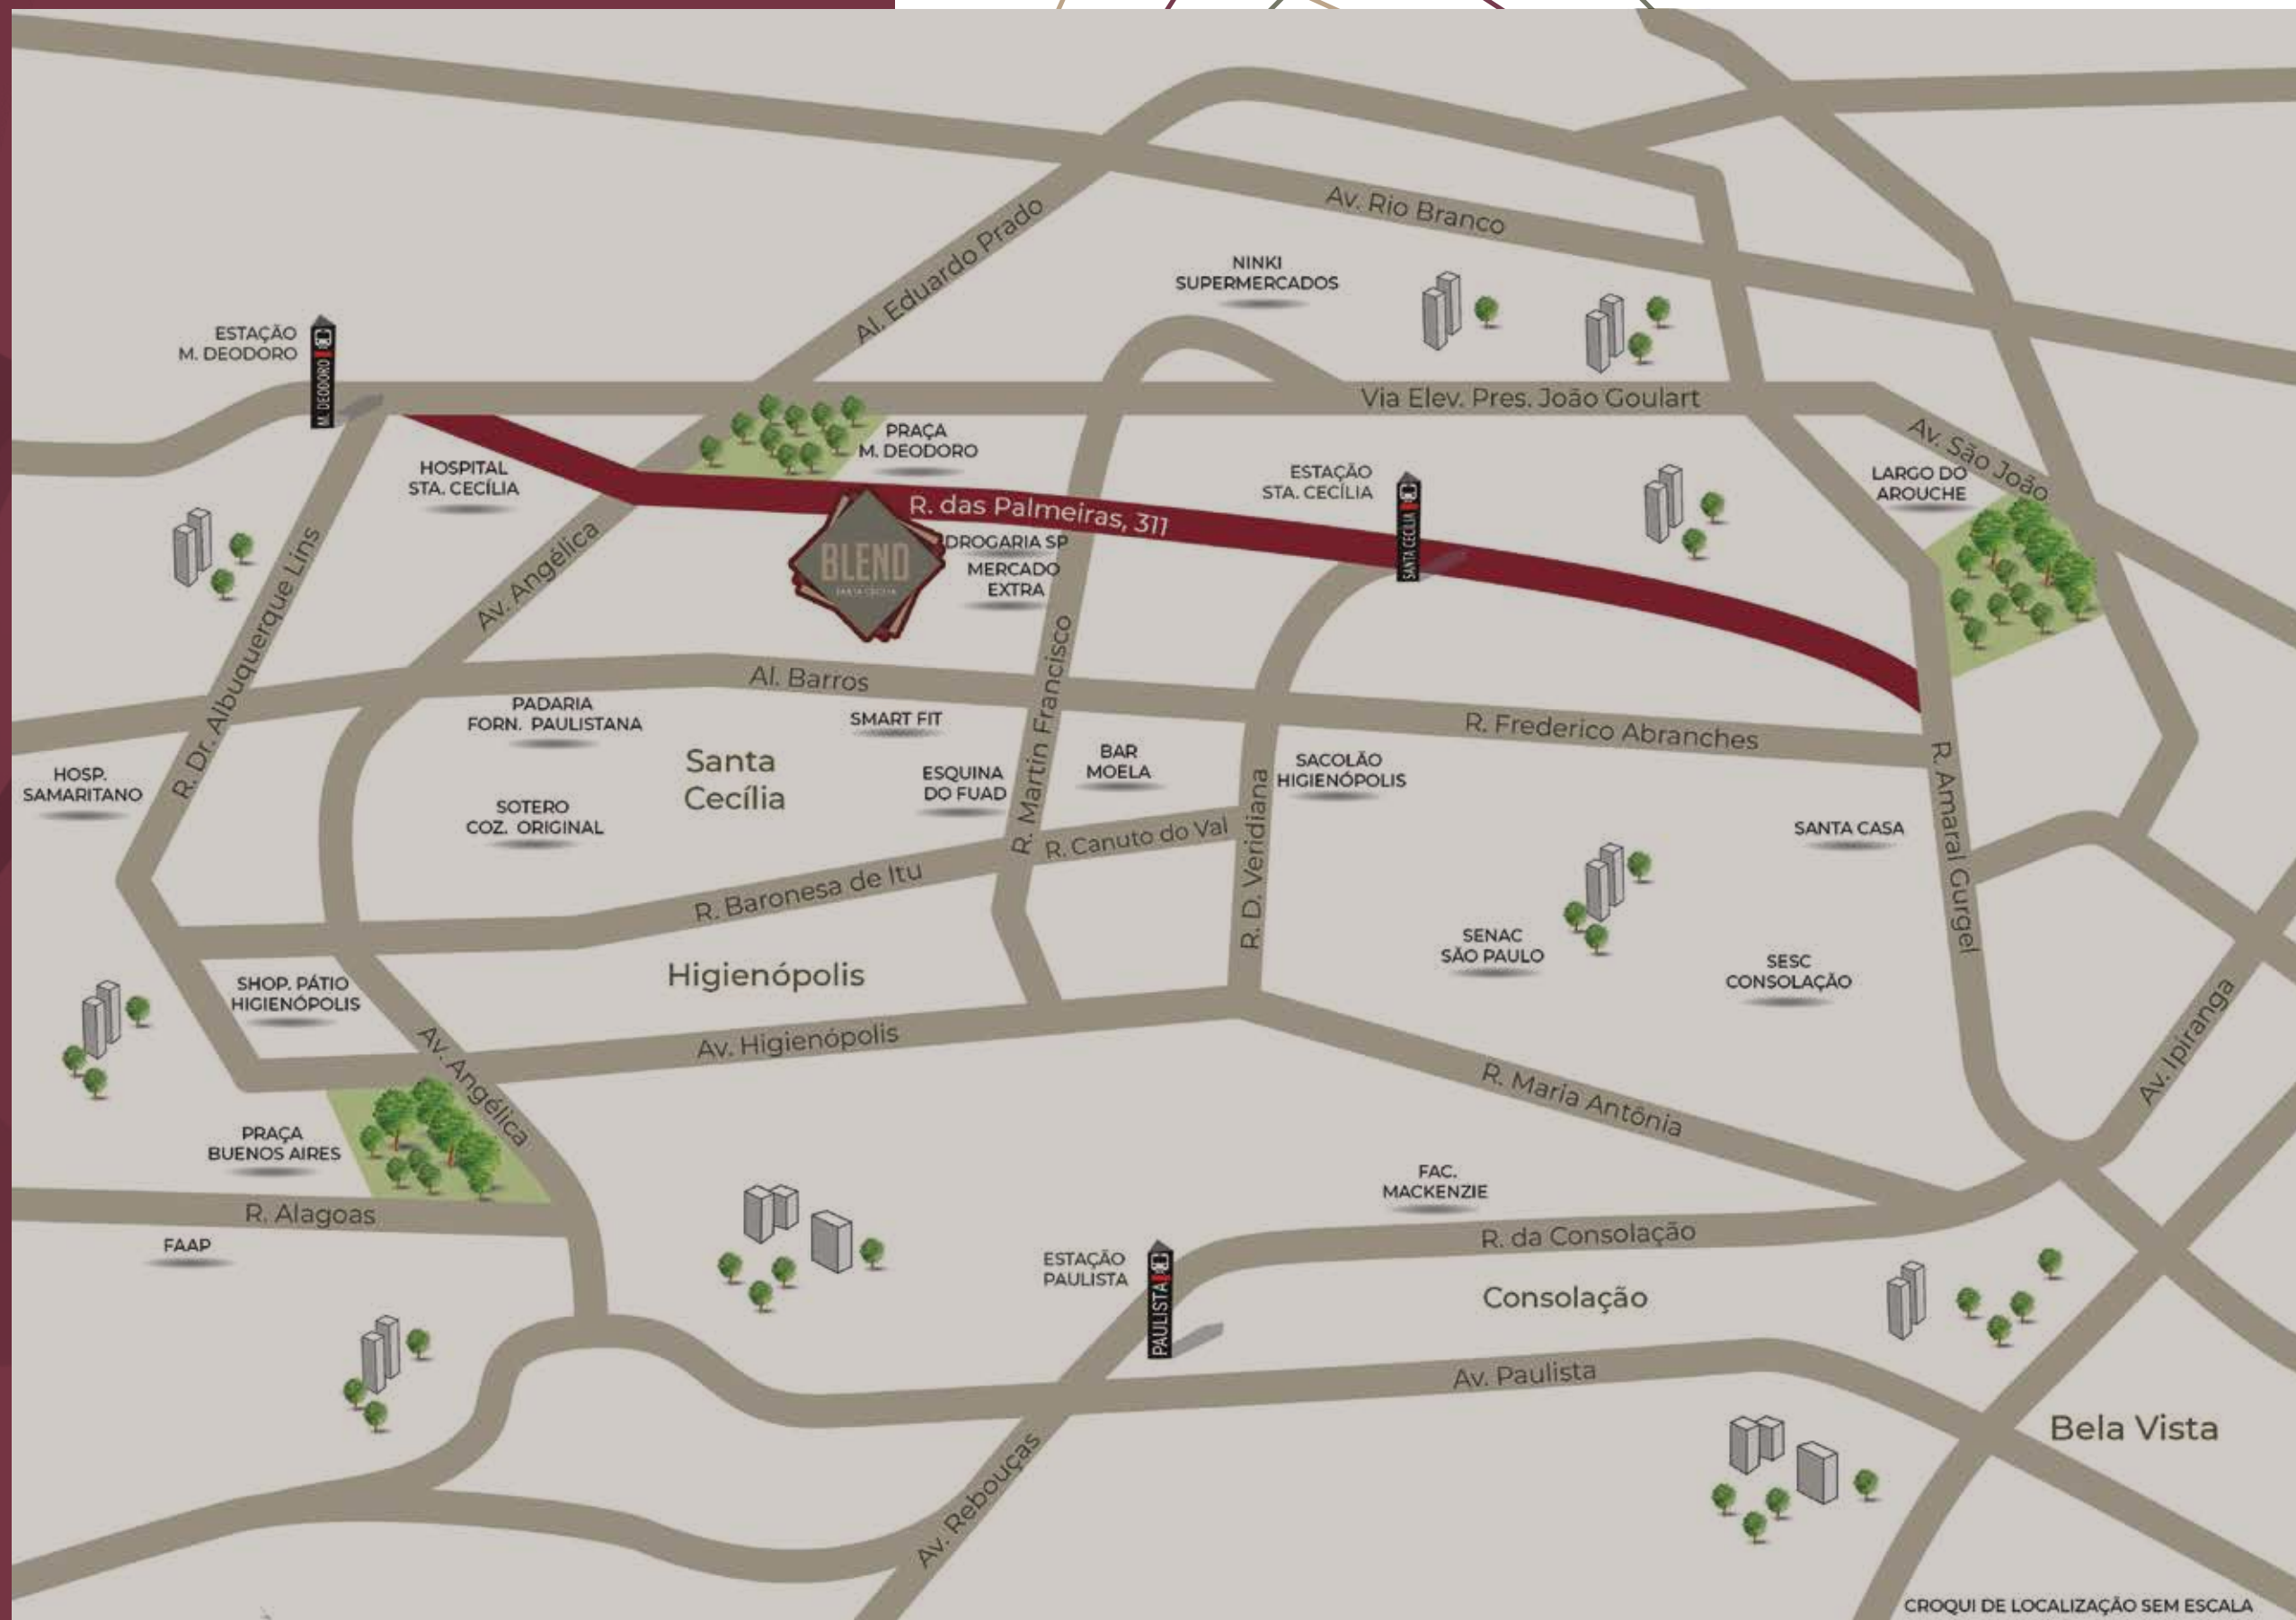 Av. Rio Branco
Al. Eduardo Prado
NINKI
SUPERMERCADOS
ESTAÇÃO
M. DEODORO
M. DEODORO
Via Elev. Pres. João Goulart
Av. São João
PRAÇA
M. DEODORO
HOSPITAL
STA. CECÍLIA
ESTAÇÃO
STA. CECÍLIA
SANTA CECÍLIA
LARGO DO
AROUCHE
R. das Palmeiras, 311
BLEND
SANTA CECÍLIA
DROGARIA SP
MERCADO
EXTRA
Av. Angélica
R. Dr. Albuquerque Lins
Al. Barros
R. Martin Francisco
PADARIA
FORN. PAULISTANA
SMART FIT
R. Frederico Abranches
Santa
Cecília
ESQUINA
DO FUAD
BAR
MOELA
SACOLÃO
HIGIENÓPOLIS
HOSP.
SAMARITANO
SOTERO
COZ. ORIGINAL
R. Canuto do Val
R. D. Veridiana
SANTA CASA
R. Amaral Gurgel
R. Baronesa de Itu
SENAC
SÃO PAULO
SESC
CONSOLAÇÃO
Higienópolis
SHOP. PÁTIO
HIGIENÓPOLIS
Av. Higienópolis
Av. Angélica
Av. Ipiranga
R. Maria Antônia
PRAÇA
BUENOS AIRES
FAC.
MACKENZIE
R. Alagoas
FAAP
R. da Consolação
ESTAÇÃO
PAULISTA
PAULISTA
Consolação
Av. Paulista
Bela Vista
Av. Rebouças
CROQUI DE LOCALIZAÇÃO SEM ESCALA